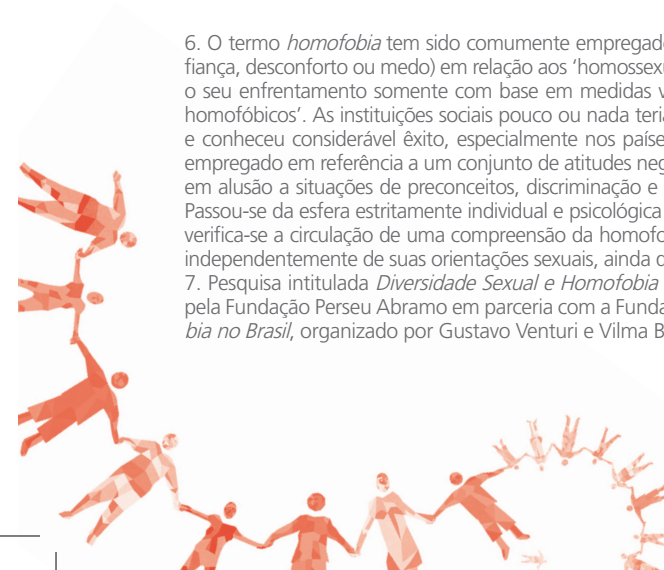 6. O termo homofobia tem sido comumente empregado
fiança, desconforto ou medo) em relação aos ‘homossexu
o seu enfrentamento somente com base em medidas v
homofóbicos’. As instituições sociais pouco ou nada teria
e conheceu considerável êxito, especialmente nos paíse
empregado em referência a um conjunto de atitudes neg
em alusão a situações de preconceitos, discriminação e
Passou-se da esfera estritamente individual e psicológica
verifica-se a circulação de uma compreensão da homofo
independentemente de suas orientações sexuais, ainda q
7. Pesquisa intitulada Diversidade Sexual e Homofobia
pela Fundação Perseu Abramo em parceria com a Funda
bia no Brasil, organizado por Gustavo Venturi e Vilma B